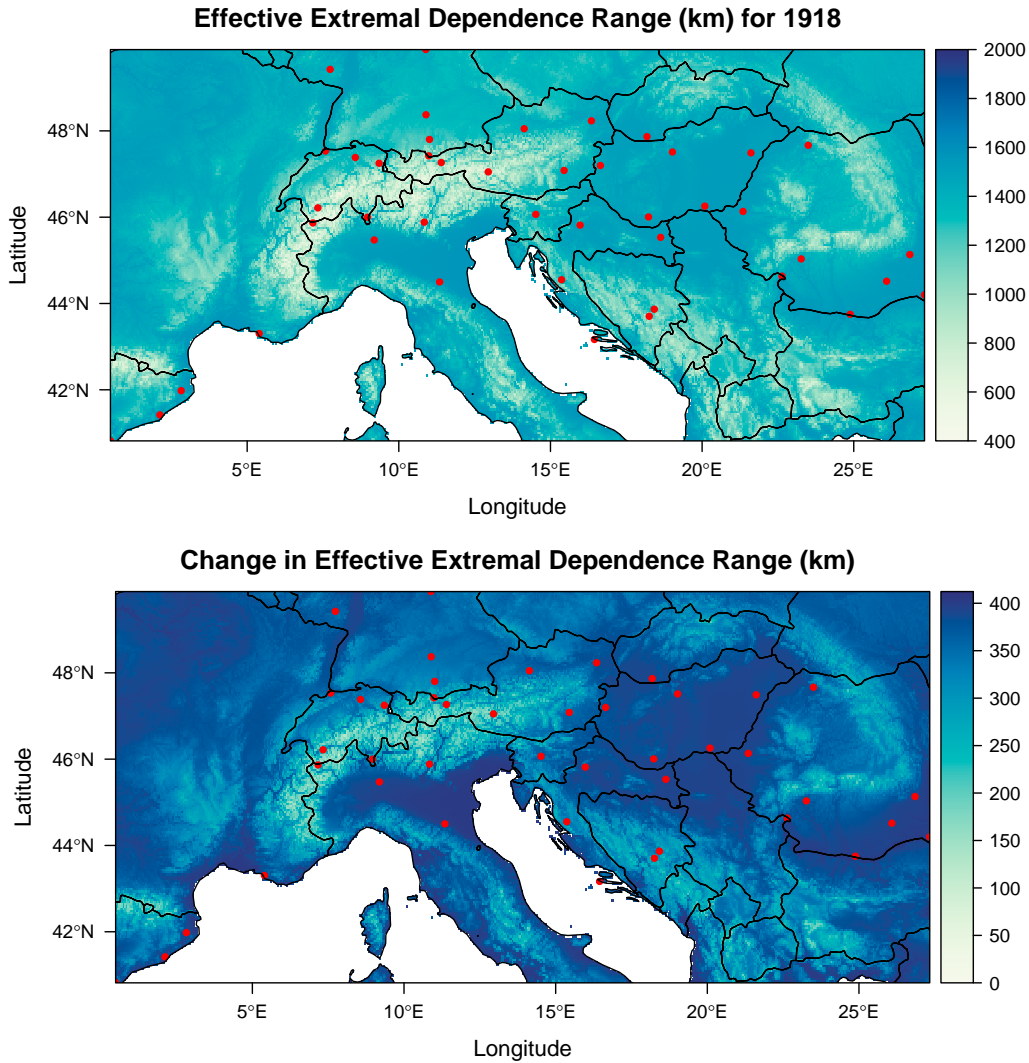 Effective Extremal Dependence Range (km) for 1918
2000
1800
1600
1400
1200
1000
800
600
400
48°N
46°N
44°N
42°N
Latitude
5°E
10°E
15°E
20°E
25°E
Longitude
Change in Effective Extremal Dependence Range (km)
400
350
300
250
200
150
100
50
0
48°N
46°N
44°N
42°N
Latitude
5°E
10°E
15°E
20°E
25°E
Longitude